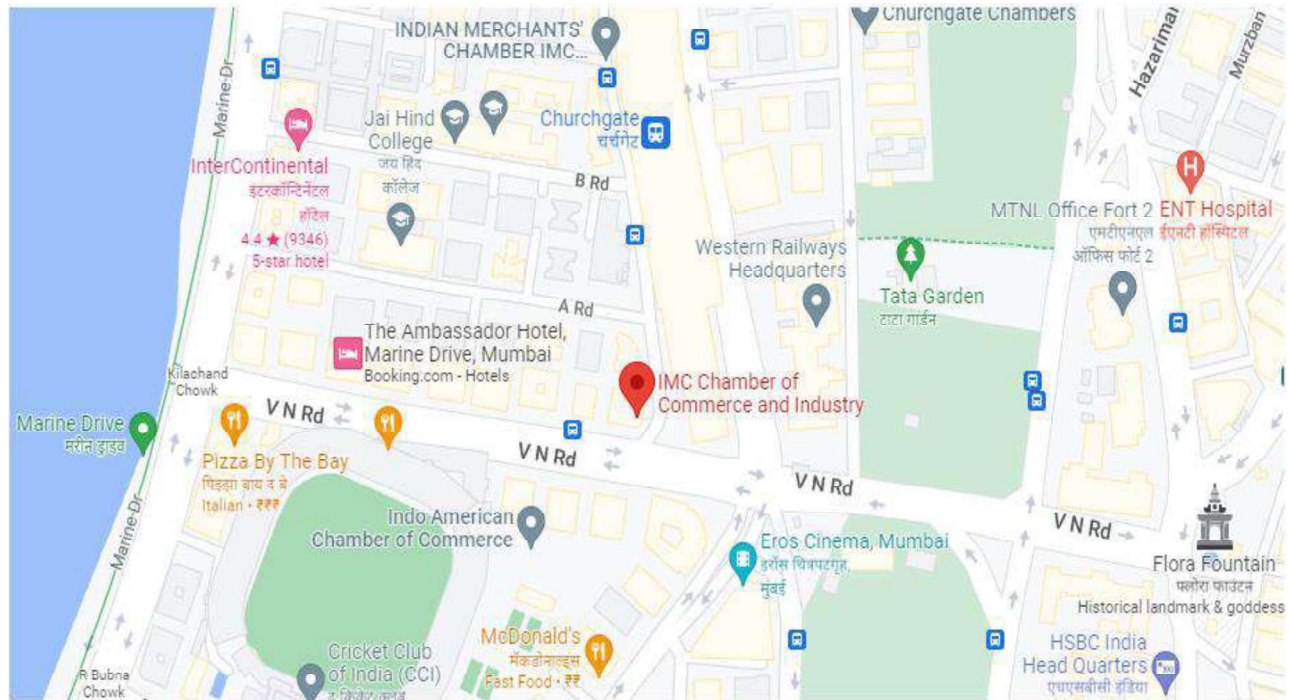 Churchgate Chambers
INDIAN MERCHANTS'
CHAMBER IMC...
Marine Dr
Hazarimal
Murzban
Jai Hind
College
जय हिंद
कॉलेज
Churchgate
चर्चगेट
InterContinental
इंटरकॉन्टिनेंटल
हॉटेल
4.4 ★ (9346)
5-star hotel
B Rd
MTNL Office Fort 2
एमटीएनएल
ऑफिस फोर्ट 2
ENT Hospital
ईएनटी हॉस्पिटल
Western Railways
Headquarters
Tata Garden
टाटा गार्डन
A Rd
The Ambassador Hotel,
Marine Drive, Mumbai
Booking.com - Hotels
Kilachand
Chowk
IMC Chamber of
Commerce and Industry
V N Rd
Marine Drive
मरीन ड्राइव
Pizza By The Bay
पिझ्झा बाय द बे
Italian · ₹₹₹
V N Rd
V N Rd
V N Rd
Indo American
Chamber of Commerce
Marine Dr
Eros Cinema, Mumbai
इरॉस चित्रपटगृह,
मुंबई
Flora Fountain
फ्लोरा फाउंटन
Historical landmark & goddess
McDonald's
मॅकडोनाल्ड्स
Fast Food · ₹₹
Cricket Club
of India (CCI)
HSBC India
Head Quarters
एचएसबीसी इंडिया
R Bubna
Chowk